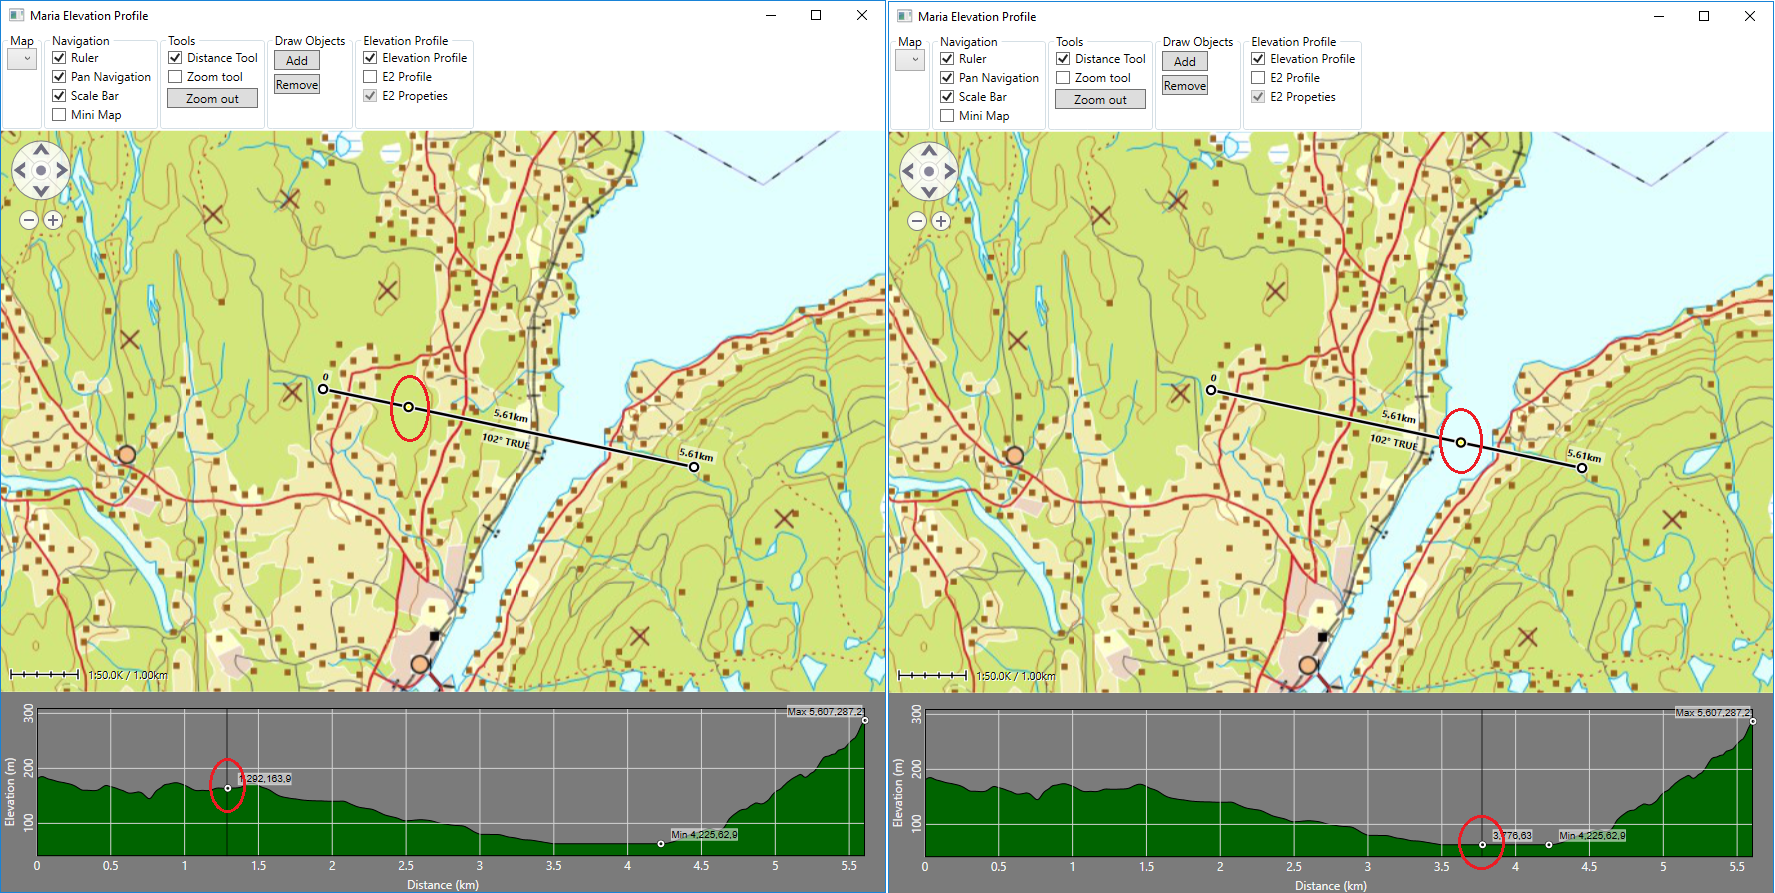 Maria Elevation Profile
Map
Navigation
Tools
Draw Objects
Elevation Profile
Ruler
Distance Tool
Add
Elevation Profile
Pan Navigation
Zoom tool
Remove
E2 Profile
Scale Bar
Zoom out
E2 Propeties
Mini Map
0
5.61km
102° TRUE
5.61km
1:50.0K / 1.00km
Elevation (m)
300
200
100
Max 5,607,287,2
1,292,163,9
Min 4,225,62,9
0 0.5 1 1.5 2 2.5 3 3.5 4 4.5 5 5.5
Distance (km)
Maria Elevation Profile
Map
Navigation
Tools
Draw Objects
Elevation Profile
Ruler
Distance Tool
Add
Elevation Profile
Pan Navigation
Zoom tool
Remove
E2 Profile
Scale Bar
Zoom out
E2 Propeties
Mini Map
0
5.61km
102° TRUE
5.61km
1:50.0K / 1.00km
Elevation (m)
300
200
100
Max 5,607,287,2
3,776,63
Min 4,225,62,9
0 0.5 1 1.5 2 2.5 3 3.5 4 4.5 5 5.5
Distance (km)